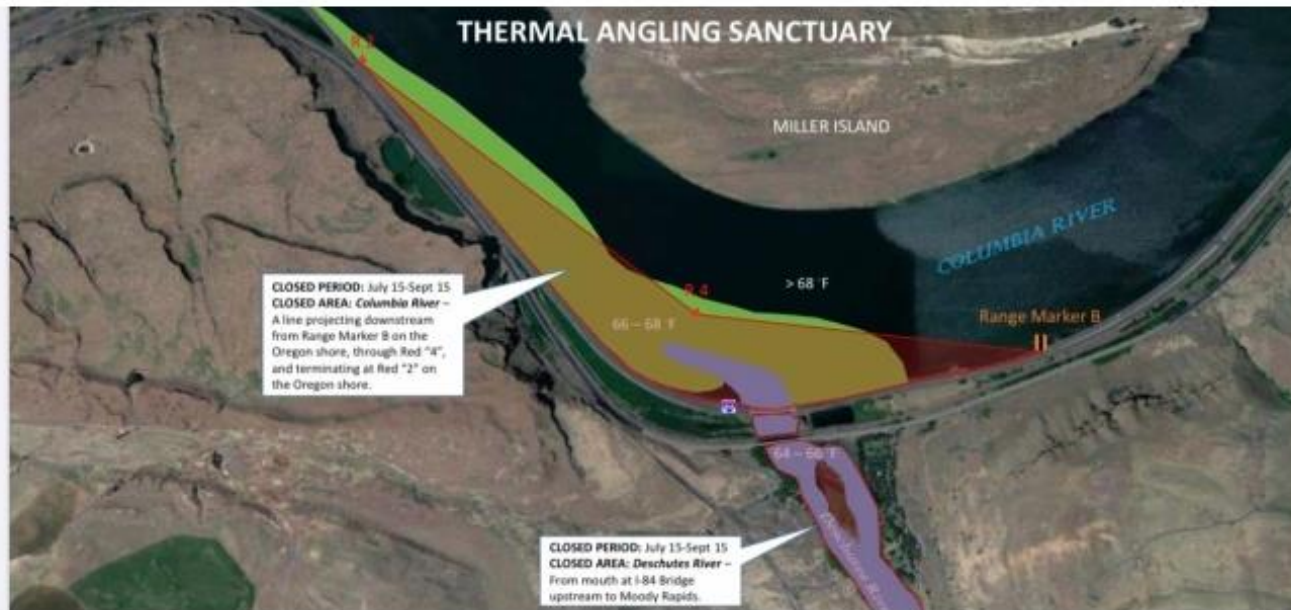 THERMAL ANGLING SANCTUARY
R 2
MILLER ISLAND
COLUMBIA RIVER
> 68 °F
R 4
Range Marker B
66 – 68 °F
CLOSED PERIOD: July 15-Sept 15
CLOSED AREA: Columbia River –
A line projecting downstream
from Range Marker B on the
Oregon shore, through Red "4",
and terminating at Red "2" on
the Oregon shore.
64 – 66 °F
Deschutes River
CLOSED PERIOD: July 15-Sept 15
CLOSED AREA: Deschutes River –
From mouth at I-84 Bridge
upstream to Moody Rapids.